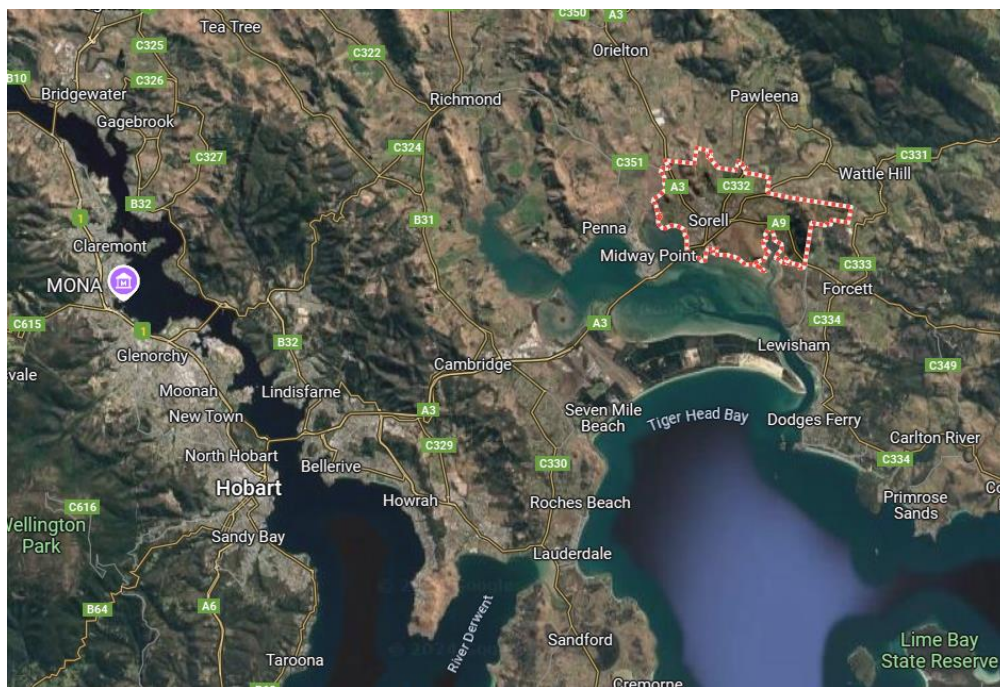 C350
A3
Tea Tree
C325
Orielton
C322
B10
C326
Bridgewater
Richmond
Pawleena
Gagebrook
C324
C327
C351
C331
Wattle Hill
A3
C332
B32
1
B31
Sorell
A9
Penna
Claremont
Midway Point
C333
MONA
Forcett
C615
1
A3
C334
B32
Lewisham
Glenorchy
Cambridge
C349
Moonah
Lindisfarne
New Town
A3
Seven Mile
Beach
Tiger Head Bay
Dodges Ferry
C329
Carlton River
North Hobart
C334
Bellerive
C330
Hobart
Howrah
Primrose
Sands
C616
Roches Beach
Wellington
Park
Sandy Bay
Lauderdale
B64
A6
River Derwent
Sandford
Lime Bay
State Reserve
Taroona
Cremorne